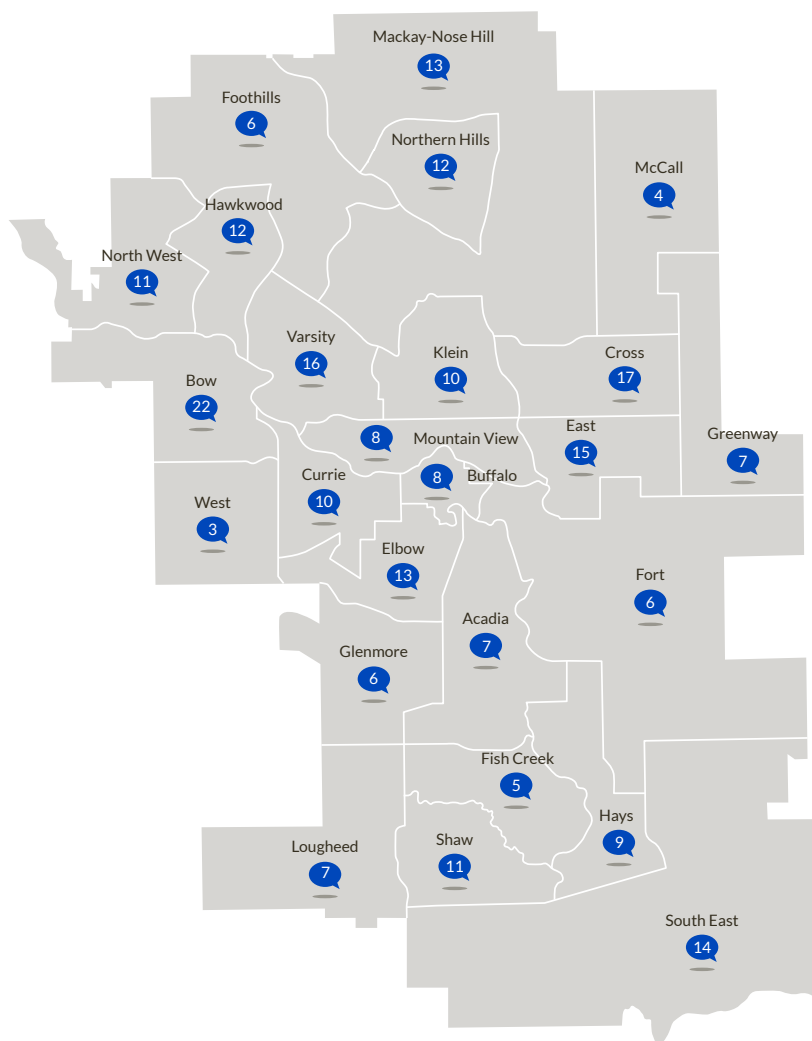 Mackay-Nose Hill
13
Foothills
6
Northern Hills
12
McCall
4
Hawkwood
12
North West
11
Varsity
16
Klein
10
Cross
17
Bow
22
8
Mountain View
East
15
Greenway
7
Currie
10
8
Buffalo
West
3
Elbow
13
Fort
6
Acadia
7
Glenmore
6
Fish Creek
5
Hays
9
Lougheed
7
Shaw
11
South East
14